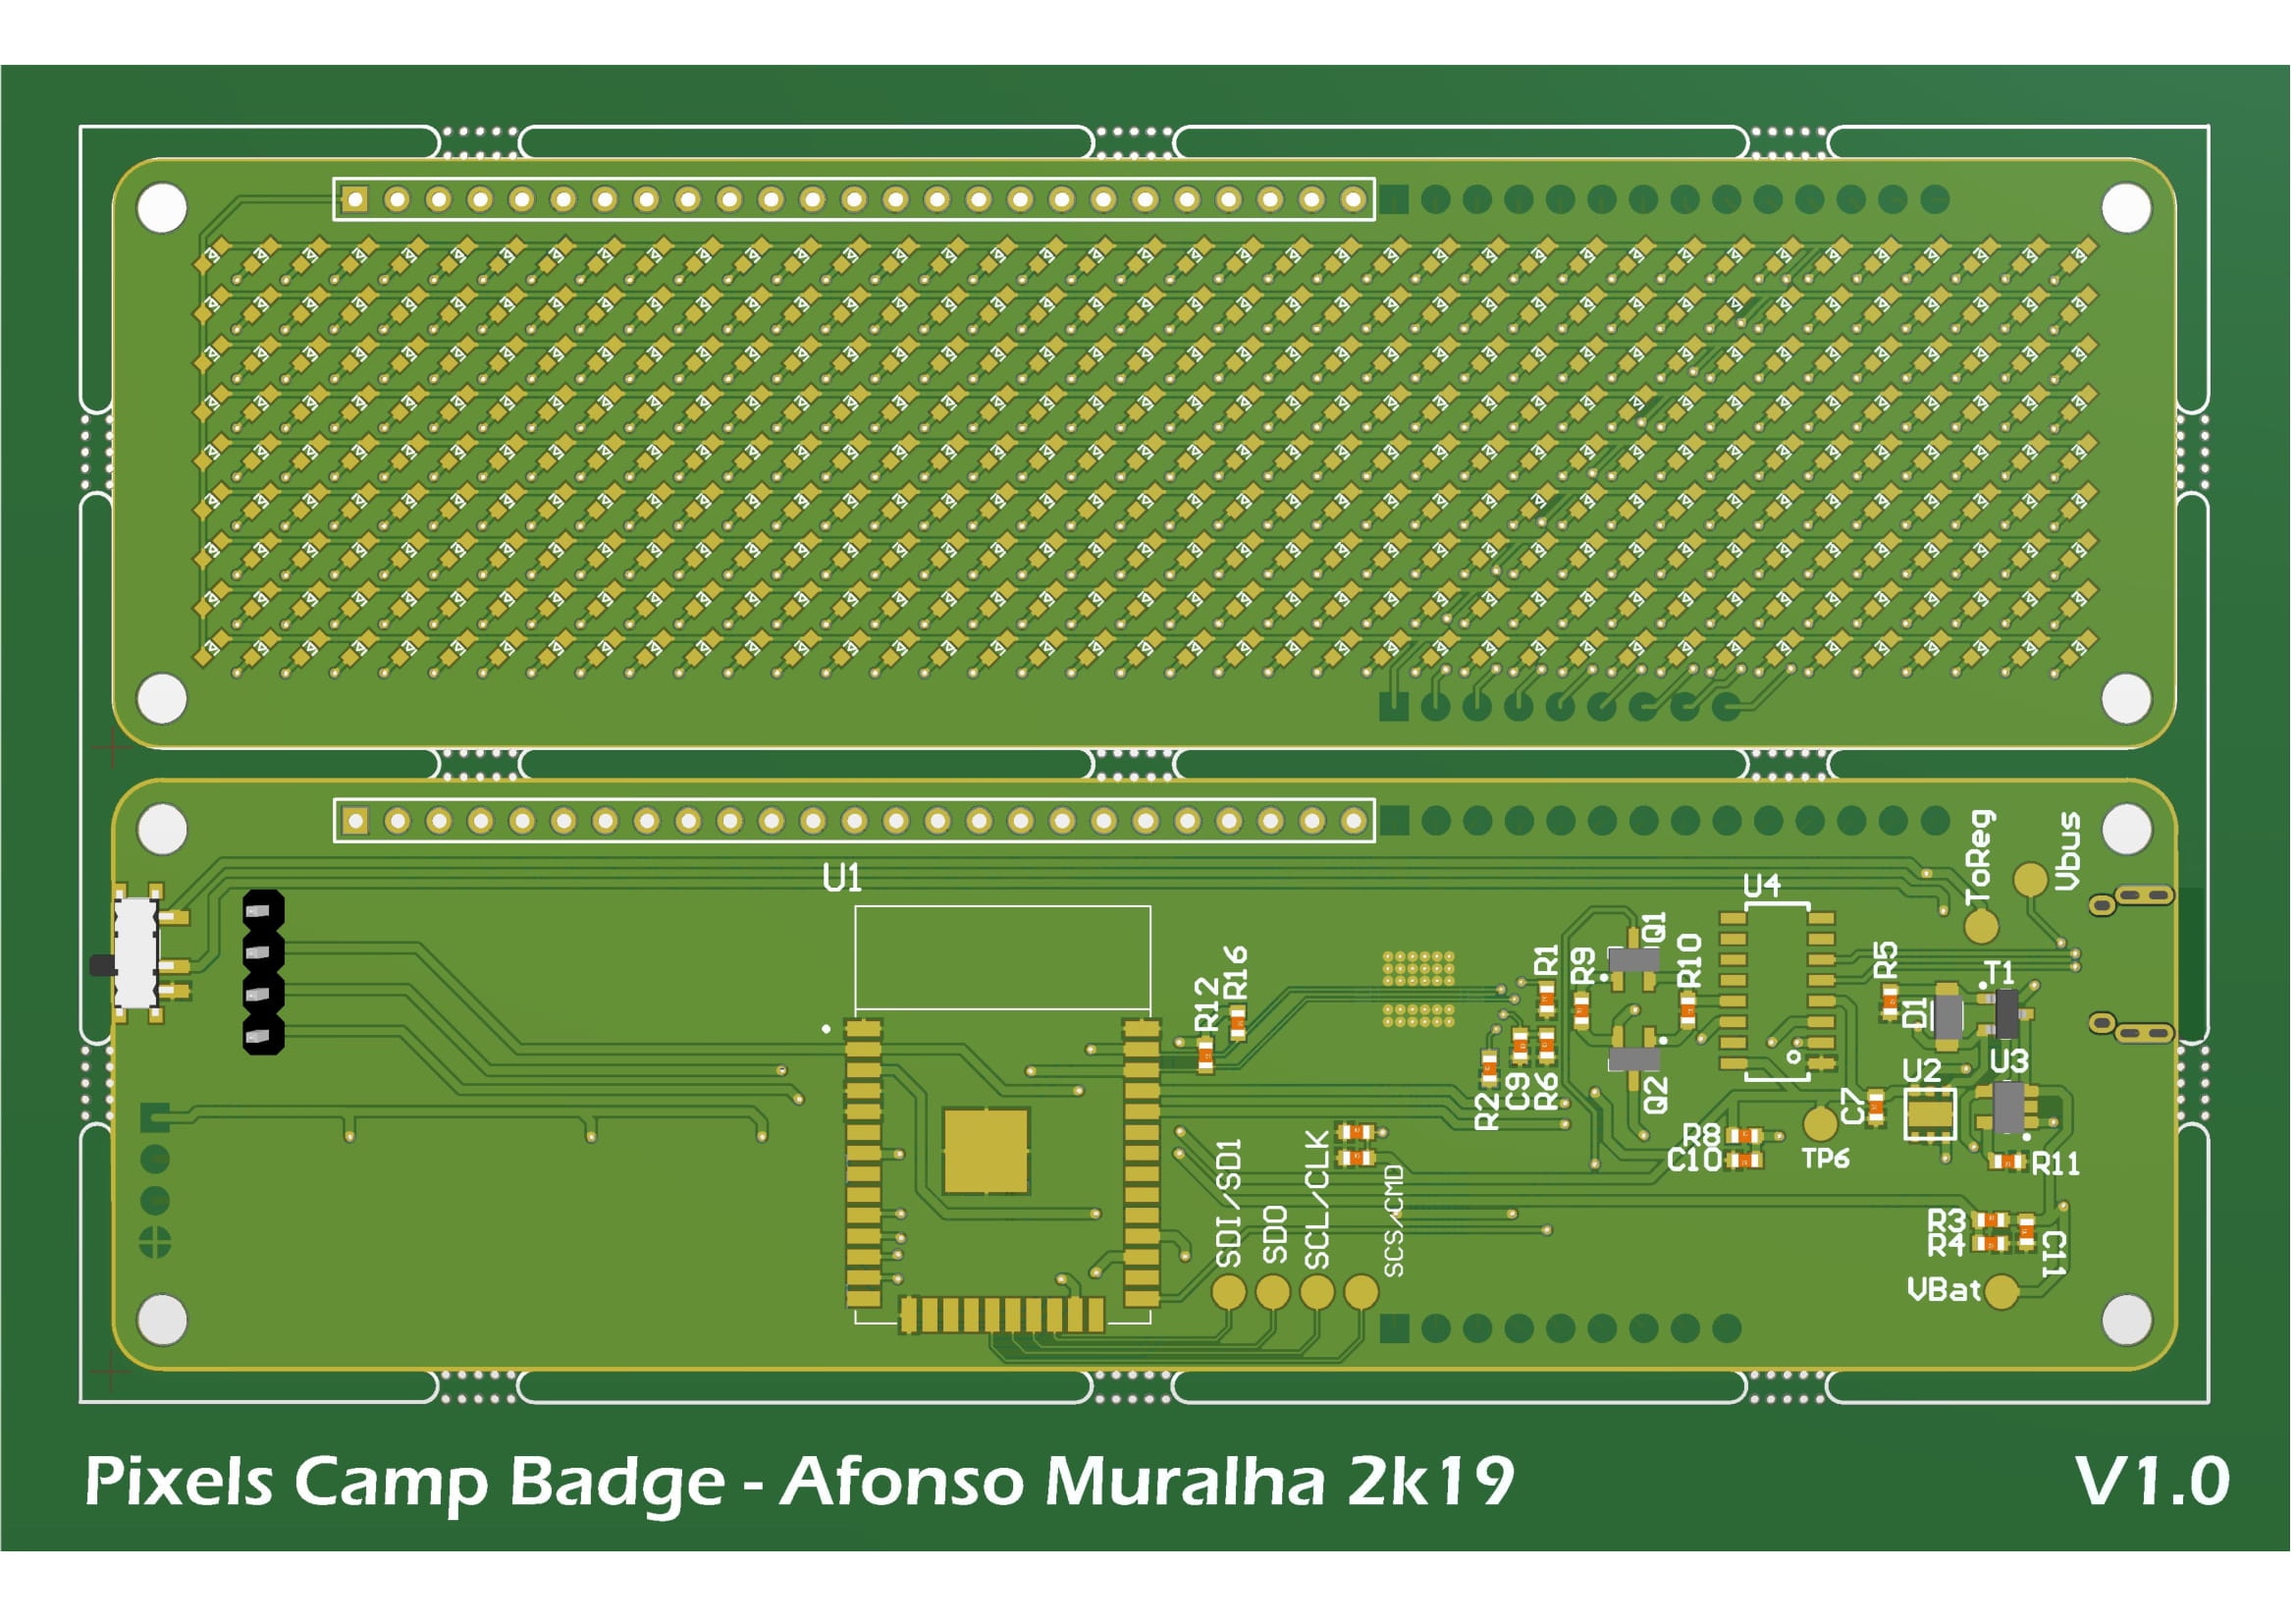 ToReg
Vbus
U1
U4
Q1
R16
R12
R1
R9
R10
R5
T1
D1
U3
U2
R2
C9
R6
Q2
C7
R8
C10
TP6
R11
SDI/SD1
SD0
SCL/CLK
SCS/CMD
R3
R4
C11
VBat
Pixels Camp Badge - Afonso Muralha 2k19
V1.0